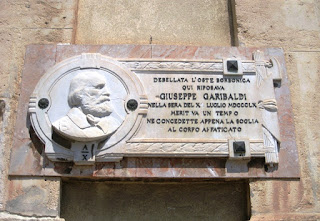 DEBELLATA L'OSTE BORBONICA
QUI RIPOSAVA
GIUSEPPE GARIBALDI
NELLA SERA DEL X LUGLIO MDCCCLX
MERITÒ A UN TEMPO
NE CONCEDETTE APPENA LA SOGLIA
AL CORPO AFFATICATO